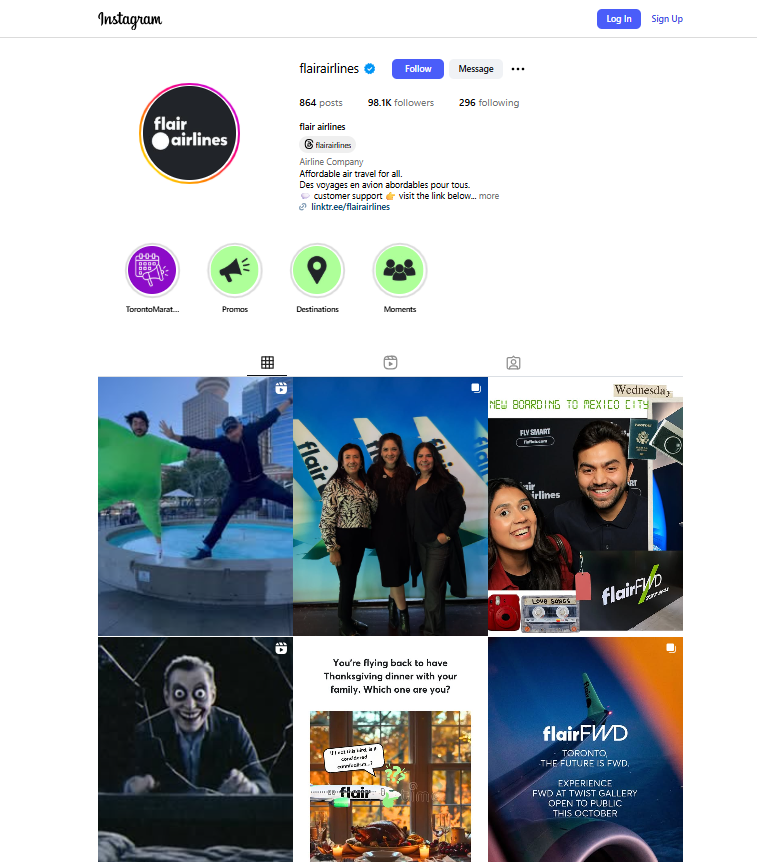 Instagram
Log In
Sign Up
flairairlines
Follow
Message
864 posts
98.1K followers
296 following
flair
airlines
flair airlines
flairairlines
Airline Company
Affordable air travel for all.
Des voyages en avion abordables pour tous.
customer support 👉 visit the link below... more
linktr.ee/flairairlines
TorontoMarat...
Promos
Destinations
Moments
flair
flair
Wednesday
NEW BOARDING TO MEXICO CITY
FLY SMART
flyflair.com
airlines
flairFWD
LOVE SONGS
You're flying back to have
Thanksgiving dinner with your
family. Which one are you?
considered
flair
flairFWD
TORONTO,
THE FUTURE IS FWD.
EXPERIENCE
FWD AT TWIST GALLERY
OPEN TO PUBLIC
THIS OCTOBER